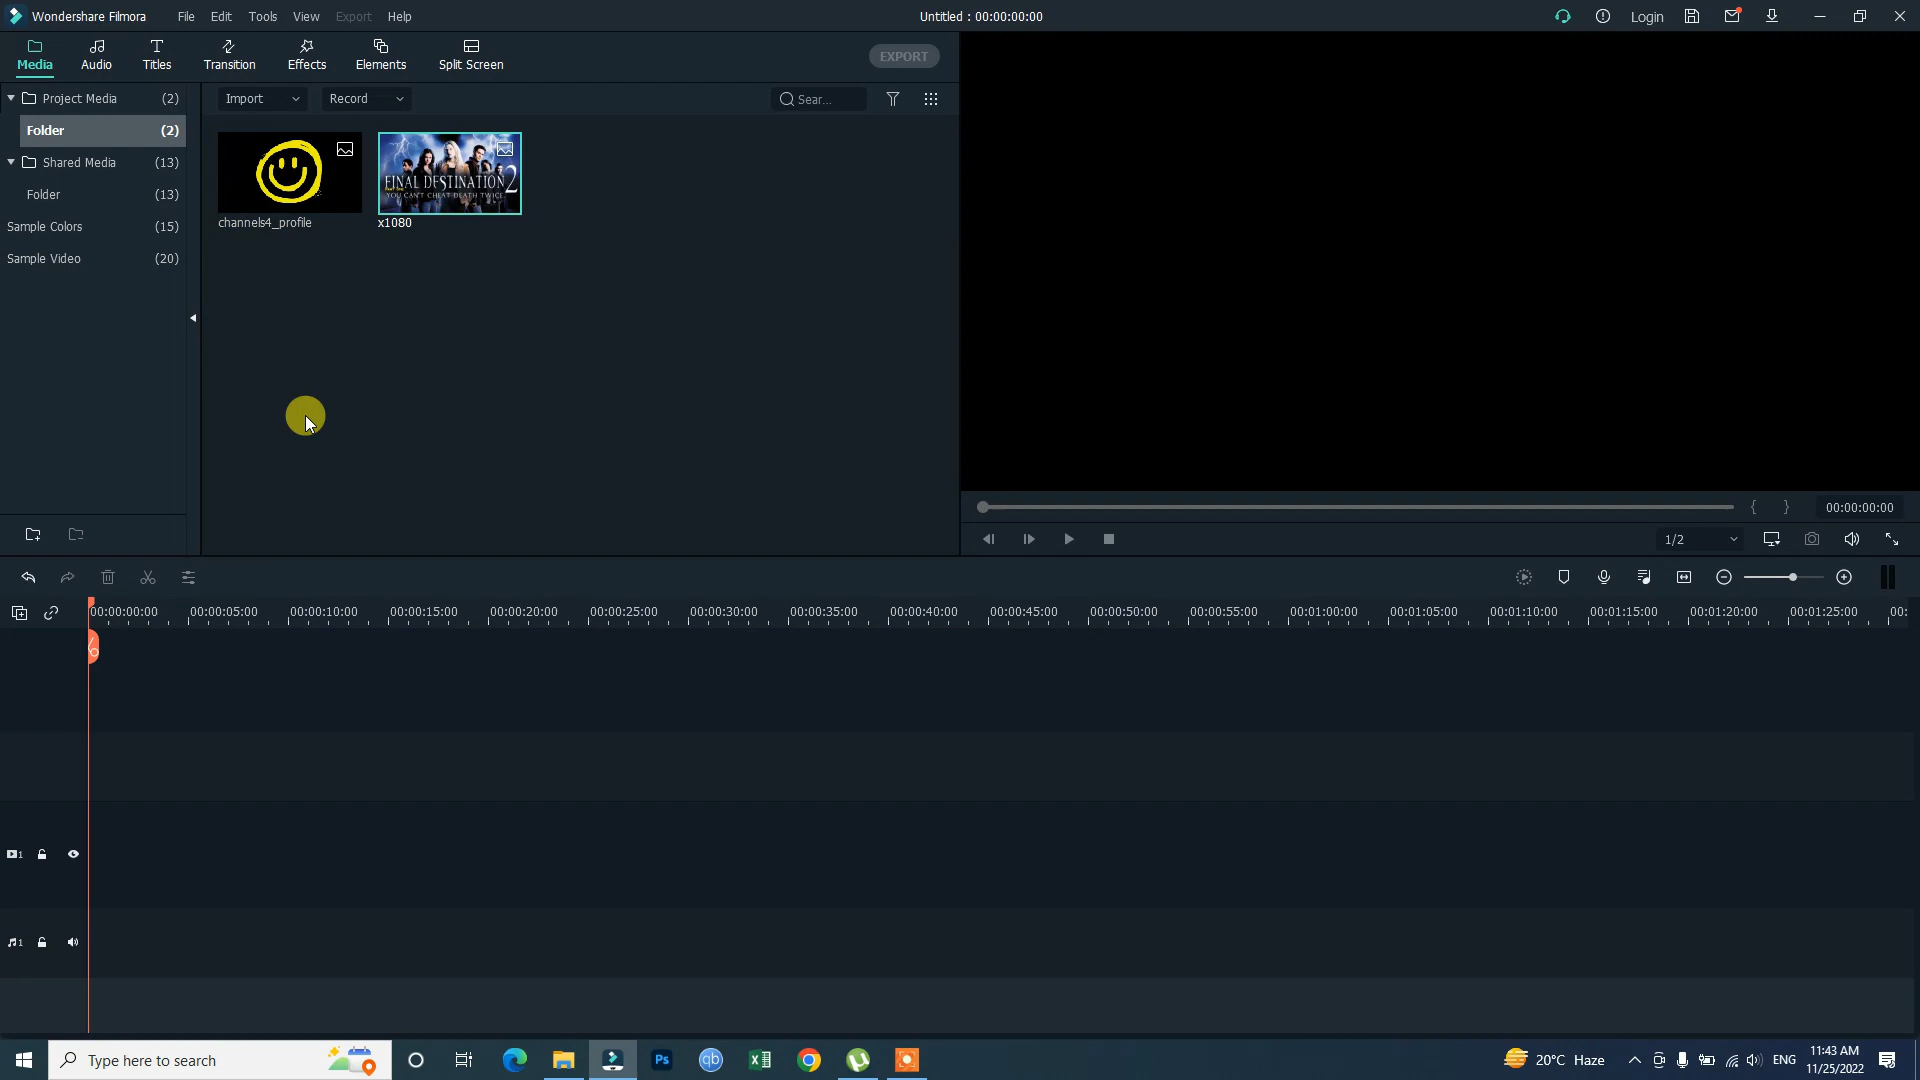 Wondershare Filmora File Edit Tools View Export Help Untitled : 00:00:00:00 Login
Media Audio Titles Transition Effects Elements Split Screen EXPORT
Project Media (2) Import Record Sear...
Folder (2)
Shared Media (13)
Folder (13)
Sample Colors (15)
Sample Video (20)
FINAL DESTINATION 2
YOU CAN'T CHEAT DEATH TWICE
channels4_profile x1080
{ } 00:00:00:00
1/2
00:00:00:00 00:00:05:00 00:00:10:00 00:00:15:00 00:00:20:00 00:00:25:00 00:00:30:00 00:00:35:00 00:00:40:00 00:00:45:00 00:00:50:00 00:00:55:00 00:01:00:00 00:01:05:00 00:01:10:00 00:01:15:00 00:01:20:00 00:01:25:00 00:
1
1
Type here to search Ps qb 20°C Haze ENG 11:43 AM
11/25/2022